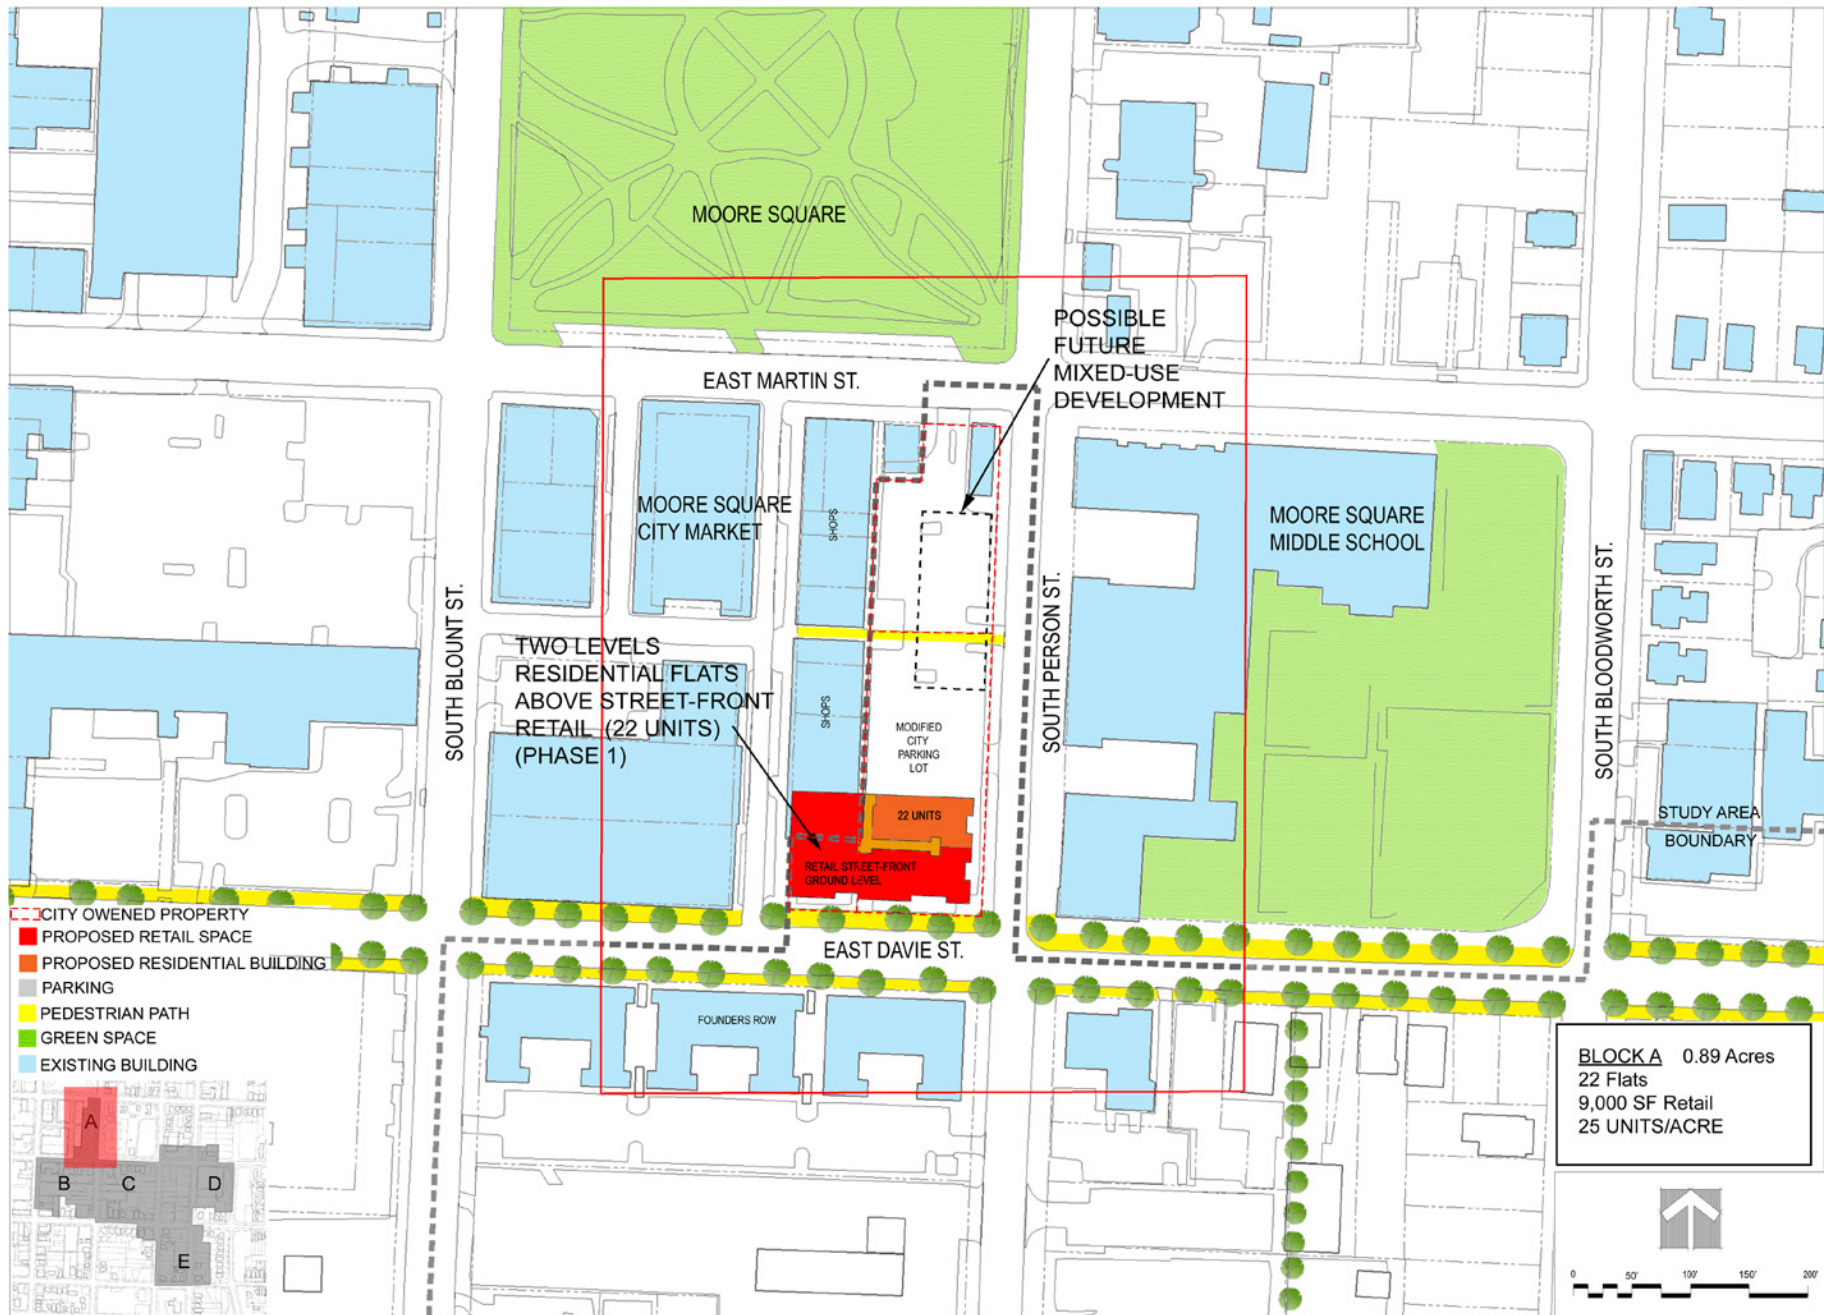 MOORE SQUARE
POSSIBLE
FUTURE
MIXED-USE
DEVELOPMENT
EAST MARTIN ST.
MOORE SQUARE
CITY MARKET
SHOPS
MOORE SQUARE
MIDDLE SCHOOL
SOUTH BLOUNT ST.
SOUTH PERSON ST.
SOUTH BLOODWORTH ST.
TWO LEVELS
RESIDENTIAL FLATS
ABOVE STREET-FRONT
RETAIL (22 UNITS)
(PHASE 1)
SHOPS
MODIFIED
CITY
PARKING
LOT
22 UNITS
RETAIL STREET-FRONT
GROUND LEVEL
STUDY AREA
BOUNDARY
EAST DAVIE ST.
FOUNDERS ROW
CITY OWENED PROPERTY
PROPOSED RETAIL SPACE
PROPOSED RESIDENTIAL BUILDING
PARKING
PEDESTRIAN PATH
GREEN SPACE
EXISTING BUILDING
A
B
C
D
E
BLOCK A 0.89 Acres
22 Flats
9,000 SF Retail
25 UNITS/ACRE
0 50' 100' 150' 200'